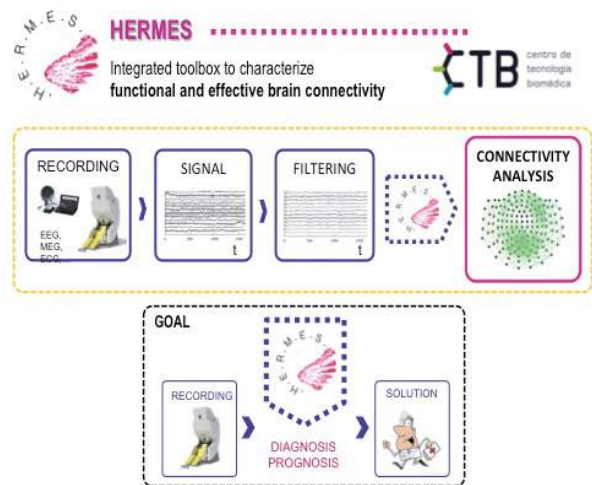 H.E.R.M.E.S.
HERMES
Integrated toolbox to characterize
functional and effective brain connectivity
CTB
centro de
tecnología
biomédica
RECORDING
EEG,
MEG,
ECG,
SIGNAL
t
FILTERING
t
H.E.R.M.E.S.
CONNECTIVITY
ANALYSIS
GOAL
RECORDING
H.E.R.M.E.S.
DIAGNOSIS
PROGNOSIS
SOLUTION